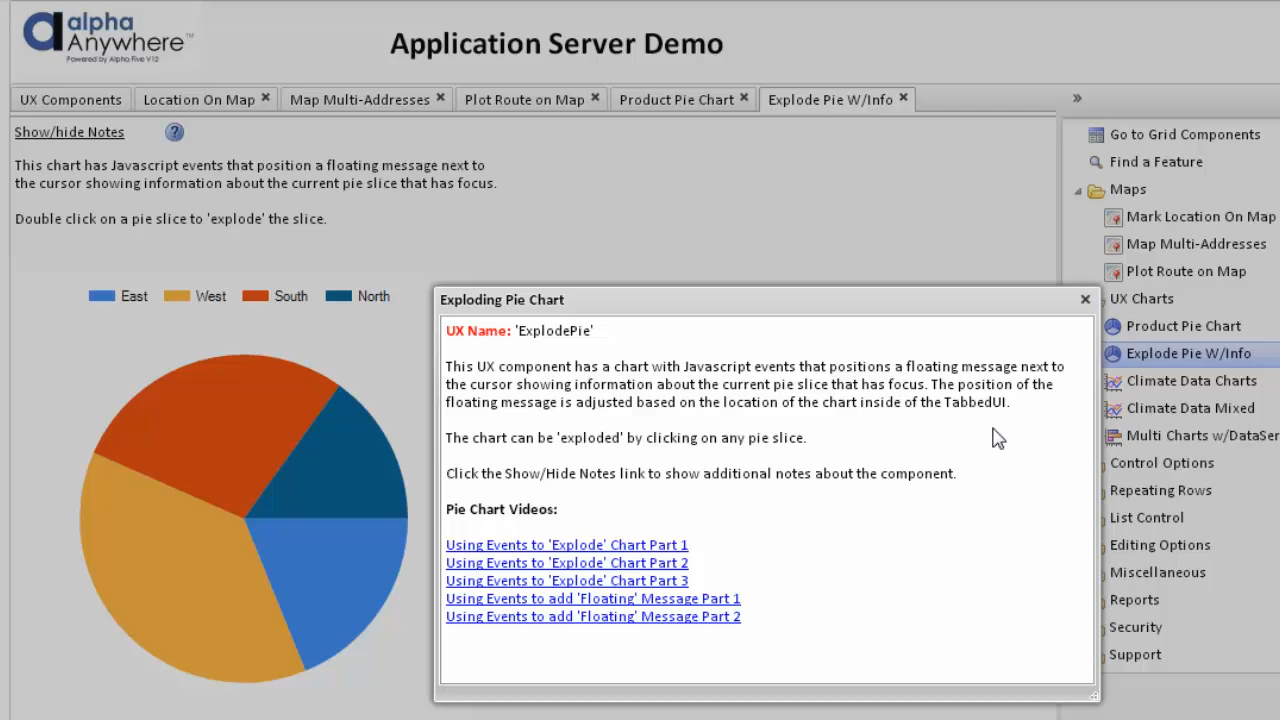 alpha
Anywhere™
Powered by Alpha Five V12
Application Server Demo
UX Components
Location On Map
Map Multi-Addresses
Plot Route on Map
Product Pie Chart
Explode Pie W/Info
Show/hide Notes
This chart has Javascript events that position a floating message next to
the cursor showing information about the current pie slice that has focus.
Double click on a pie slice to 'explode' the slice.
East
West
South
North
Exploding Pie Chart
UX Name: 'ExplodePie'
This UX component has a chart with Javascript events that positions a floating message next to
the cursor showing information about the current pie slice that has focus. The position of the
floating message is adjusted based on the location of the chart inside of the TabbedUI.
The chart can be 'exploded' by clicking on any pie slice.
Click the Show/Hide Notes link to show additional notes about the component.
Pie Chart Videos:
Using Events to 'Explode' Chart Part 1
Using Events to 'Explode' Chart Part 2
Using Events to 'Explode' Chart Part 3
Using Events to add 'Floating' Message Part 1
Using Events to add 'Floating' Message Part 2
Go to Grid Components
Find a Feature
Maps
Mark Location On Map
Map Multi-Addresses
Plot Route on Map
UX Charts
Product Pie Chart
Explode Pie W/Info
Climate Data Charts
Climate Data Mixed
Multi Charts w/DataSer
Control Options
Repeating Rows
List Control
Editing Options
Miscellaneous
Reports
Security
Support